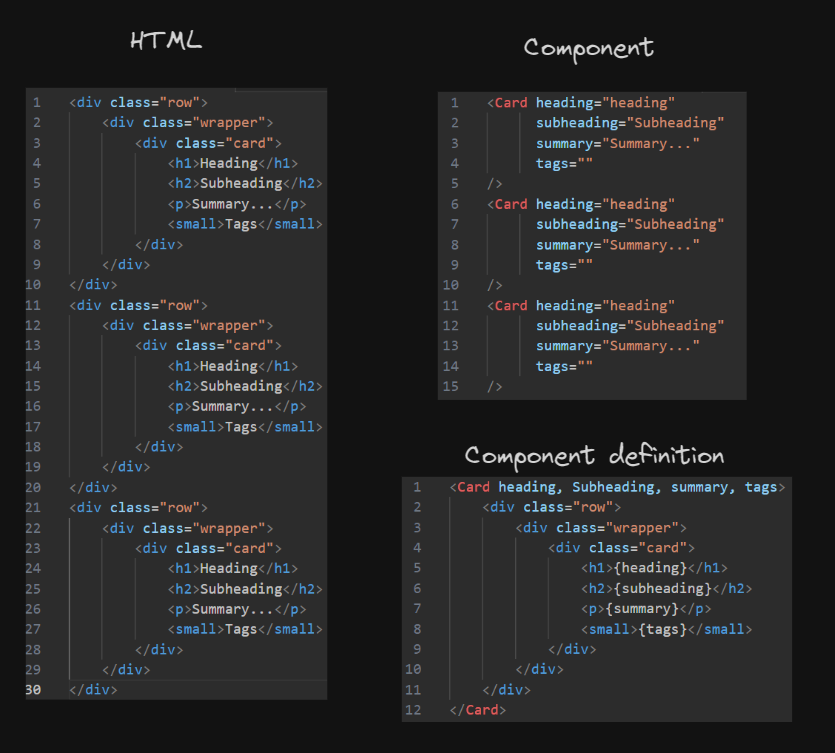 HTML
1 <div class="row">
2 <div class="wrapper">
3 <div class="card">
4 <h1>Heading</h1>
5 <h2>Subheading</h2>
6 <p>Summary...</p>
7 <small>Tags</small>
8 </div>
9 </div>
10 </div>
11 <div class="row">
12 <div class="wrapper">
13 <div class="card">
14 <h1>Heading</h1>
15 <h2>Subheading</h2>
16 <p>Summary...</p>
17 <small>Tags</small>
18 </div>
19 </div>
20 </div>
21 <div class="row">
22 <div class="wrapper">
23 <div class="card">
24 <h1>Heading</h1>
25 <h2>Subheading</h2>
26 <p>Summary...</p>
27 <small>Tags</small>
28 </div>
29 </div>
30 </div>
Component
1 <Card heading="heading"
2 subheading="Subheading"
3 summary="Summary..."
4 tags=""
5 />
6 <Card heading="heading"
7 subheading="Subheading"
8 summary="Summary..."
9 tags=""
10 />
11 <Card heading="heading"
12 subheading="Subheading"
13 summary="Summary..."
14 tags=""
15 />
Component definition
1 <Card heading, Subheading, summary, tags>
2 <div class="row">
3 <div class="wrapper">
4 <div class="card">
5 <h1>{heading}</h1>
6 <h2>{subheading}</h2>
7 <p>{summary}</p>
8 <small>{tags}</small>
9 </div>
10 </div>
11 </div>
12 </Card>